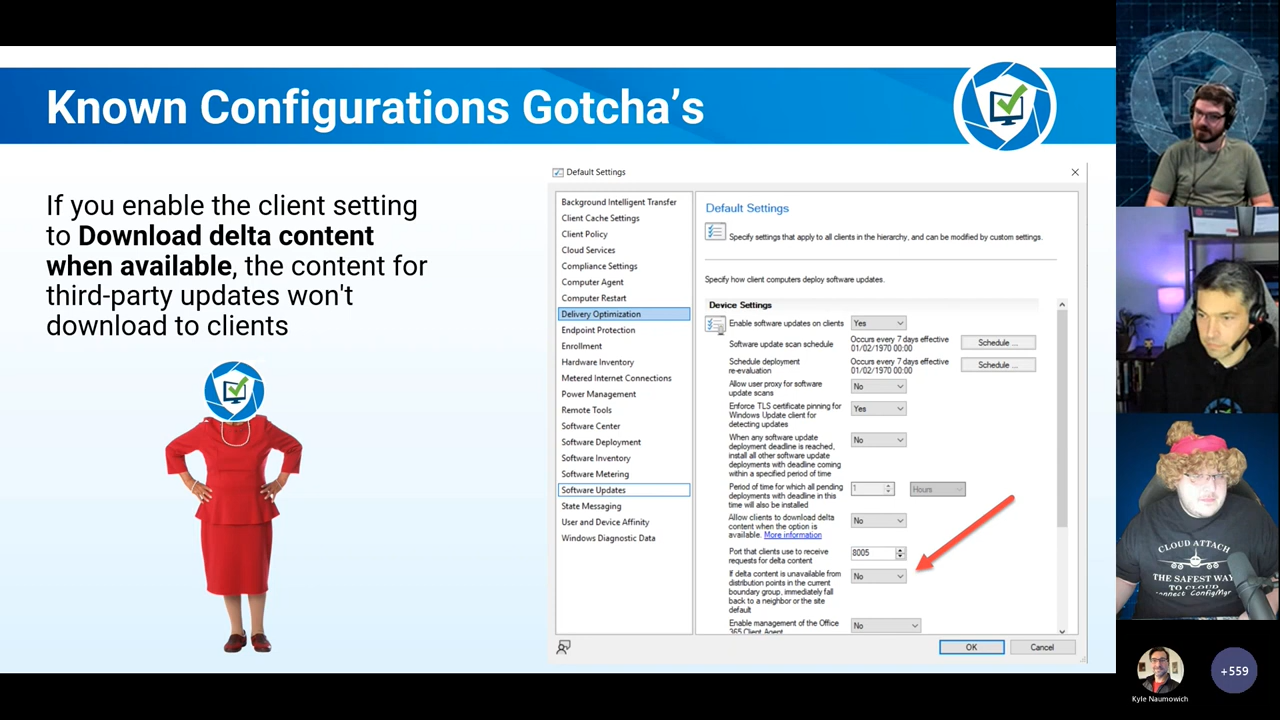 Known Configurations Gotcha’s
If you enable the client setting
to Download delta content
when available, the content for
third-party updates won't
download to clients
Default Settings
Background Intelligent Transfer
Client Cache Settings
Client Policy
Cloud Services
Compliance Settings
Computer Agent
Computer Restart
Delivery Optimization
Endpoint Protection
Enrollment
Hardware Inventory
Metered Internet Connections
Power Management
Remote Tools
Software Center
Software Deployment
Software Inventory
Software Metering
Software Updates
State Messaging
User and Device Affinity
Windows Diagnostic Data
Default Settings
Specify settings that apply to all clients in the hierarchy, and can be modified by custom settings.
Specify how client computers deploy software updates.
Device Settings
Enable software updates on clients
Yes
Software update scan schedule
Occurs every 7 days effective
01/02/1970 00:00
Schedule ...
Schedule deployment
re-evaluation
Occurs every 7 days effective
01/02/1970 00:00
Schedule ...
Allow user proxy for software
update scans
No
Enforce TLS certificate pinning for
Windows Update client for
detecting updates
Yes
When any software update
deployment deadline is reached,
install all other software update
deployments with deadline coming
within a specified period of time
No
Period of time for which all pending
deployments with deadline in this
time will also be installed
1
Hours
Allow clients to download delta
content when the option is
available. More information
No
Port that clients use to receive
requests for delta content
8005
If delta content is unavailable from
distribution points in the current
boundary group, immediately fall
back to a neighbor or the site
default
No
Enable management of the Office
365 Client Agent
No
OK
Cancel
CLOUD ATTACH
THE SAFEST WAY
TO CLOUD
onnect ConfigMgr
Kyle Naumowich
+559